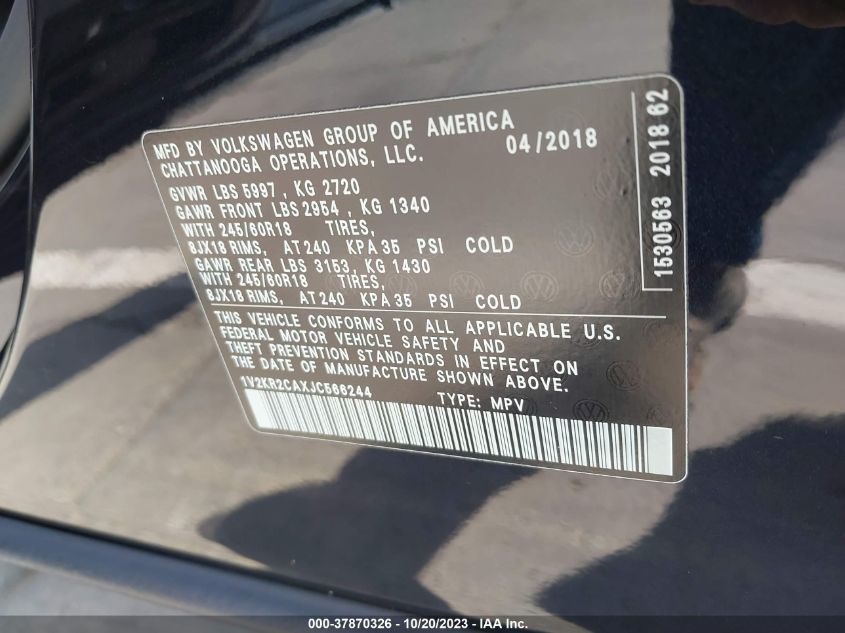 MFD BY VOLKSWAGEN GROUP OF AMERICA
CHATTANOOGA OPERATIONS, LLC. 04/2018
GVWR LBS 5997 , KG 2720
GAWR FRONT LBS 2954 , KG 1340
WITH 245/60R18 TIRES,
8JX18 RIMS, AT 240 KPA 35 PSI COLD
GAWR REAR LBS 3153, KG 1430
WITH 245/60R18 TIRES,
8JX18 RIMS, AT 240 KPA 35 PSI COLD
THIS VEHICLE CONFORMS TO ALL APPLICABLE U.S.
FEDERAL MOTOR VEHICLE SAFETY AND
THEFT PREVENTION STANDARDS IN EFFECT ON
THE DATE OF MANUFACTURE SHOWN ABOVE.
1V2KR2CAXJC566244 TYPE: MPV
1530563 2018 62
000-37870326 - 10/20/2023 - IAA Inc.